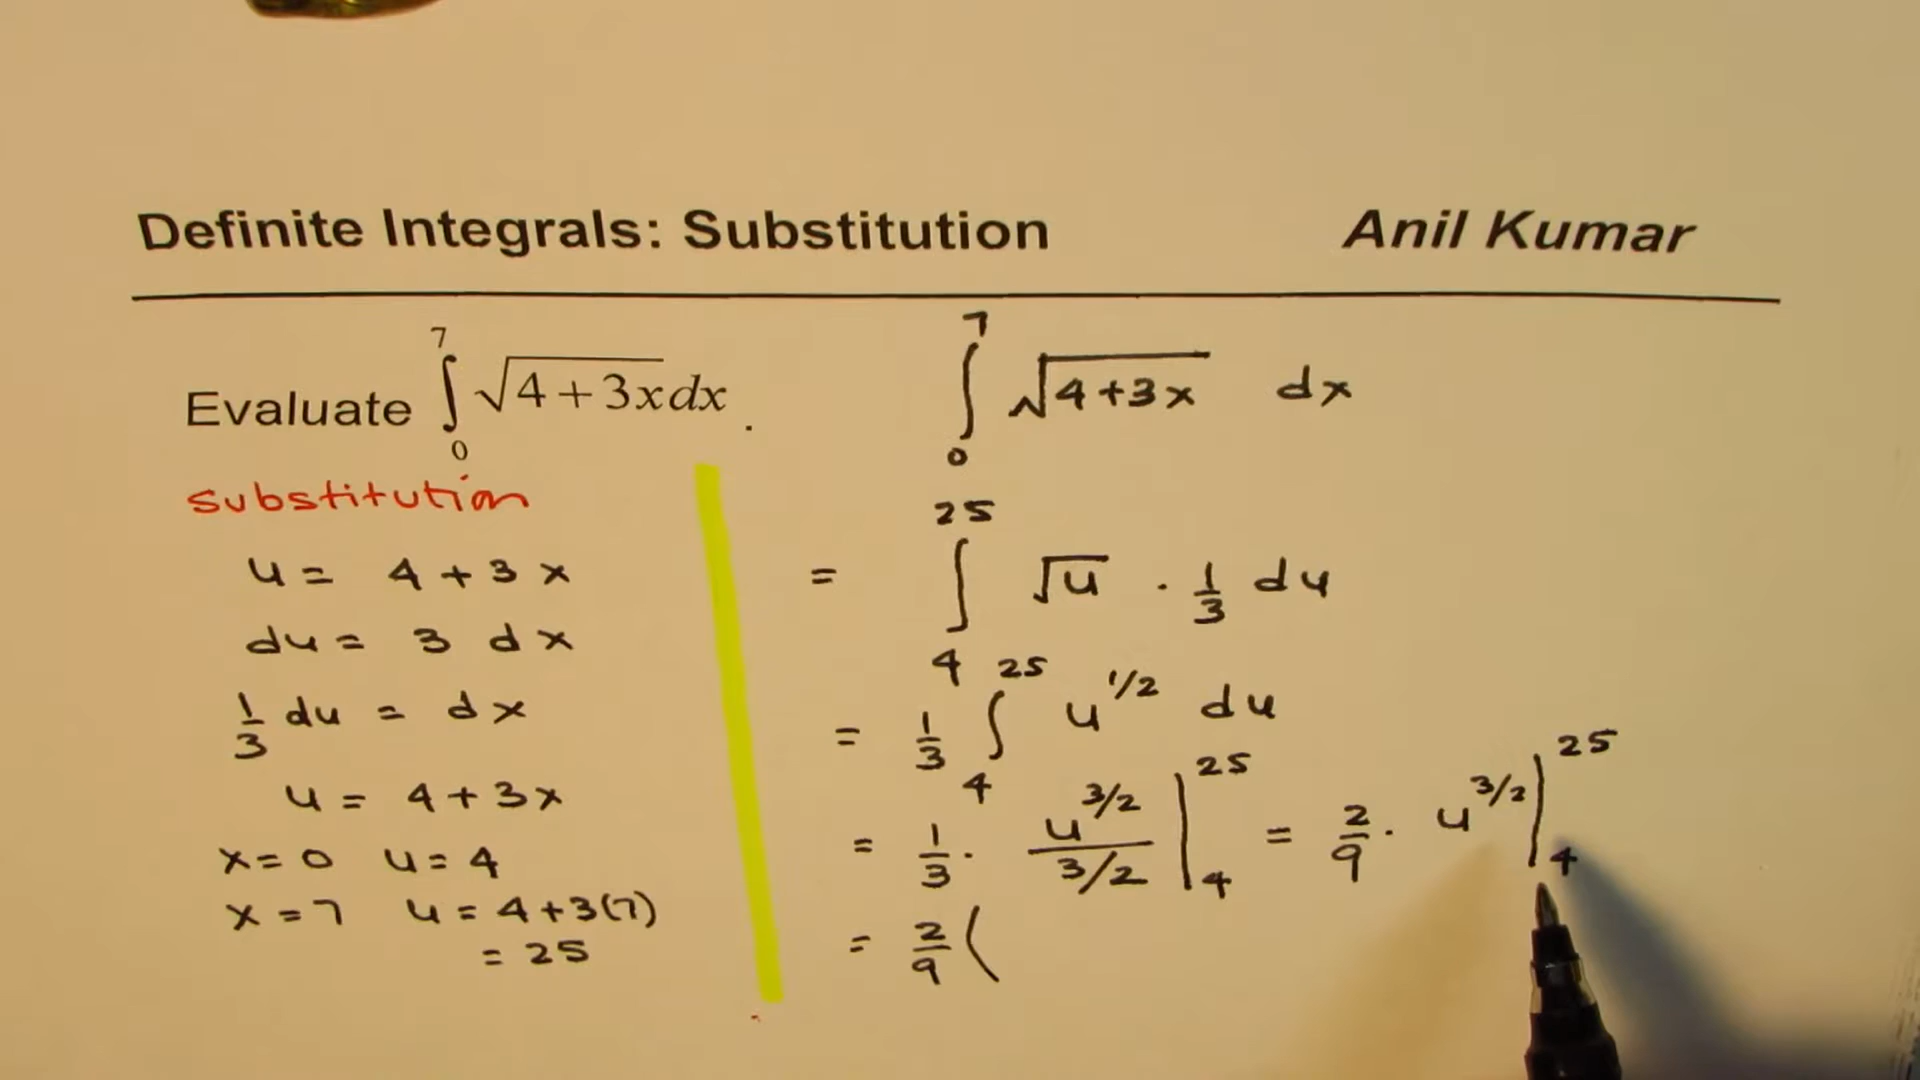 Definite Integrals: Substitution Anil Kumar
Evaluate ∫₀⁷ √(4+3x)dx .
substitution
u = 4 + 3 x
du = 3 dx
1/3 du = dx
u = 4 + 3x
x = 0 u = 4
x = 7 u = 4 + 3(7)
= 25
∫₀⁷ √(4+3x) dx
= ∫₄²⁵ √u · 1/3 du
= 1/3 ∫₄²⁵ u^(1/2) du
= 1/3 · u^(3/2)/(3/2) |₄²⁵ = 2/9 · u^(3/2) |₄²⁵
= 2/9 (